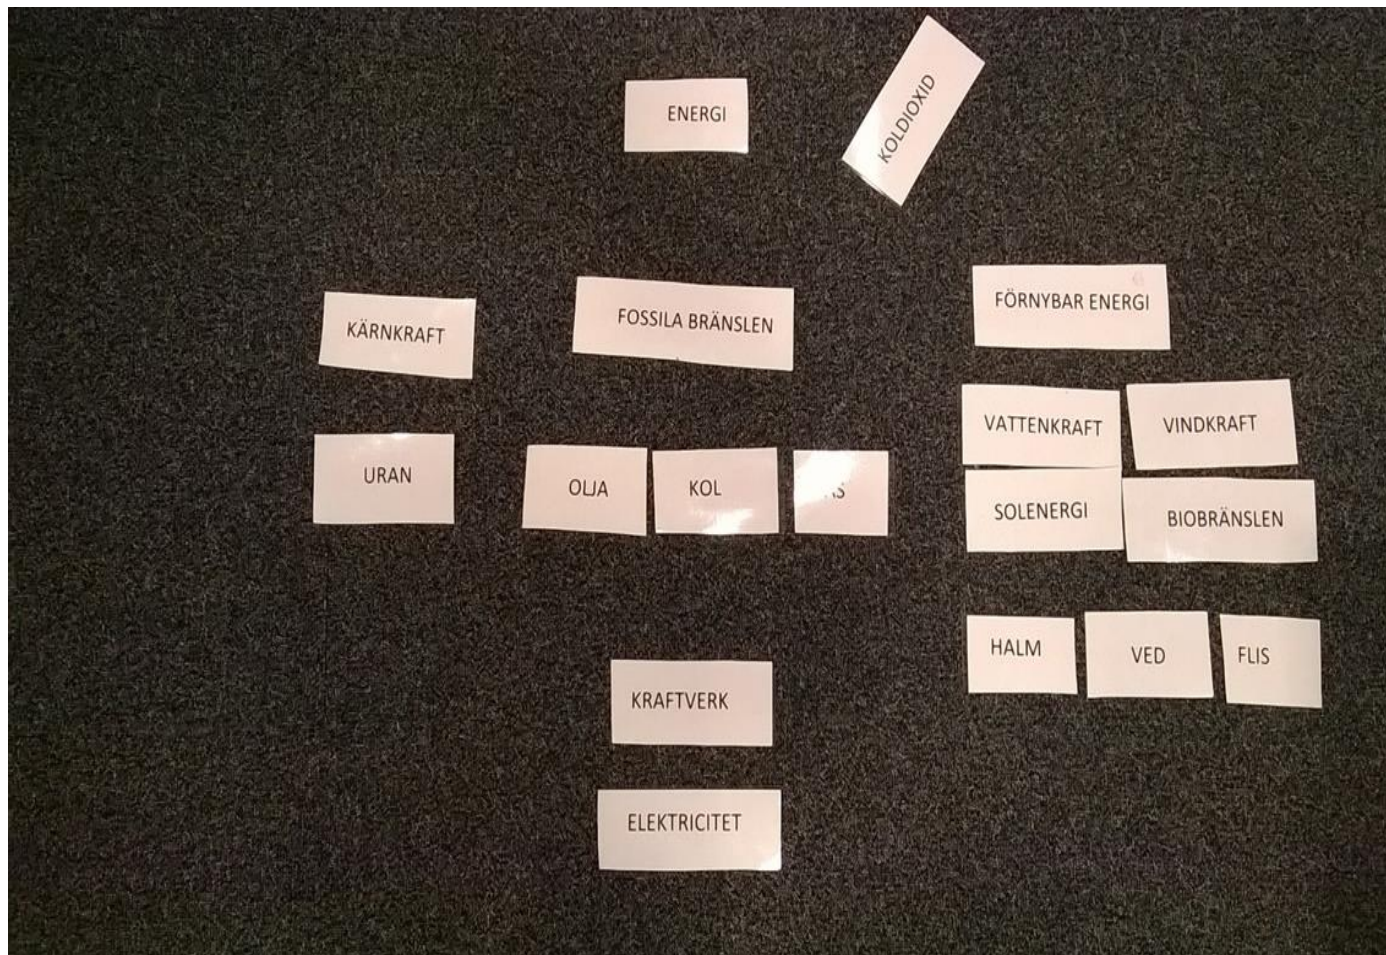 ENERGI
KOLDIOXID
KÄRNKRAFT
FOSSILA BRÄNSLEN
FÖRNYBAR ENERGI
VATTENKRAFT
VINDKRAFT
URAN
OLJA
KOL
SOLENERGI
BIOBRÄNSLEN
HALM
VED
FLIS
KRAFTVERK
ELEKTRICITET